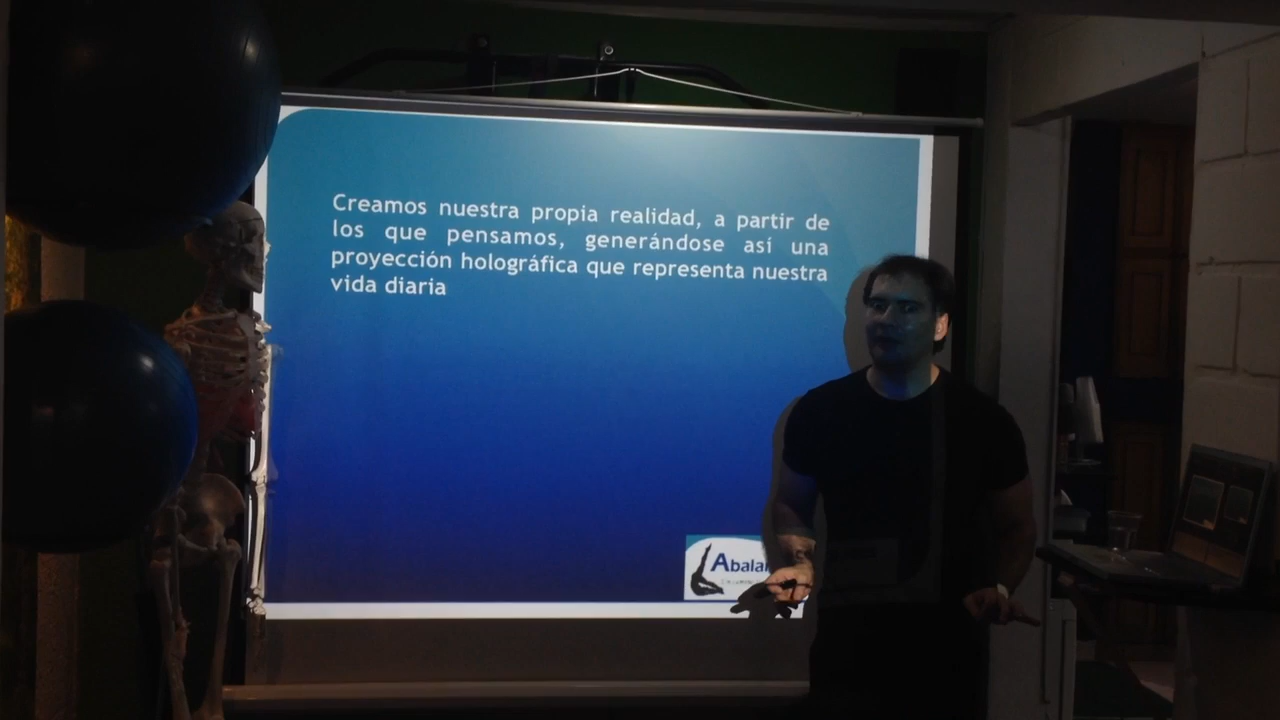 Creamos nuestra propia realidad, a partir de
los que pensamos, generándose así una
proyección holográfica que representa nuestra
vida diaria